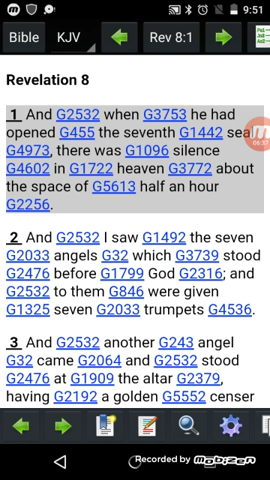 9:51
Bible KJV Rev 8:1
Revelation 8
1 And G2532 when G3753 he had
opened G455 the seventh G1442 seal
G4973, there was G1096 silence
G4602 in G1722 heaven G3772 about
the space of G5613 half an hour
G2256.
06:37
2 And G2532 I saw G1492 the seven
G2033 angels G32 which G3739 stood
G2476 before G1799 God G2316; and
G2532 to them G846 were given
G1325 seven G2033 trumpets G4536.
3 And G2532 another G243 angel
G32 came G2064 and G2532 stood
G2476 at G1909 the altar G2379,
having G2192 a golden G5552 censer
Recorded by mobizen